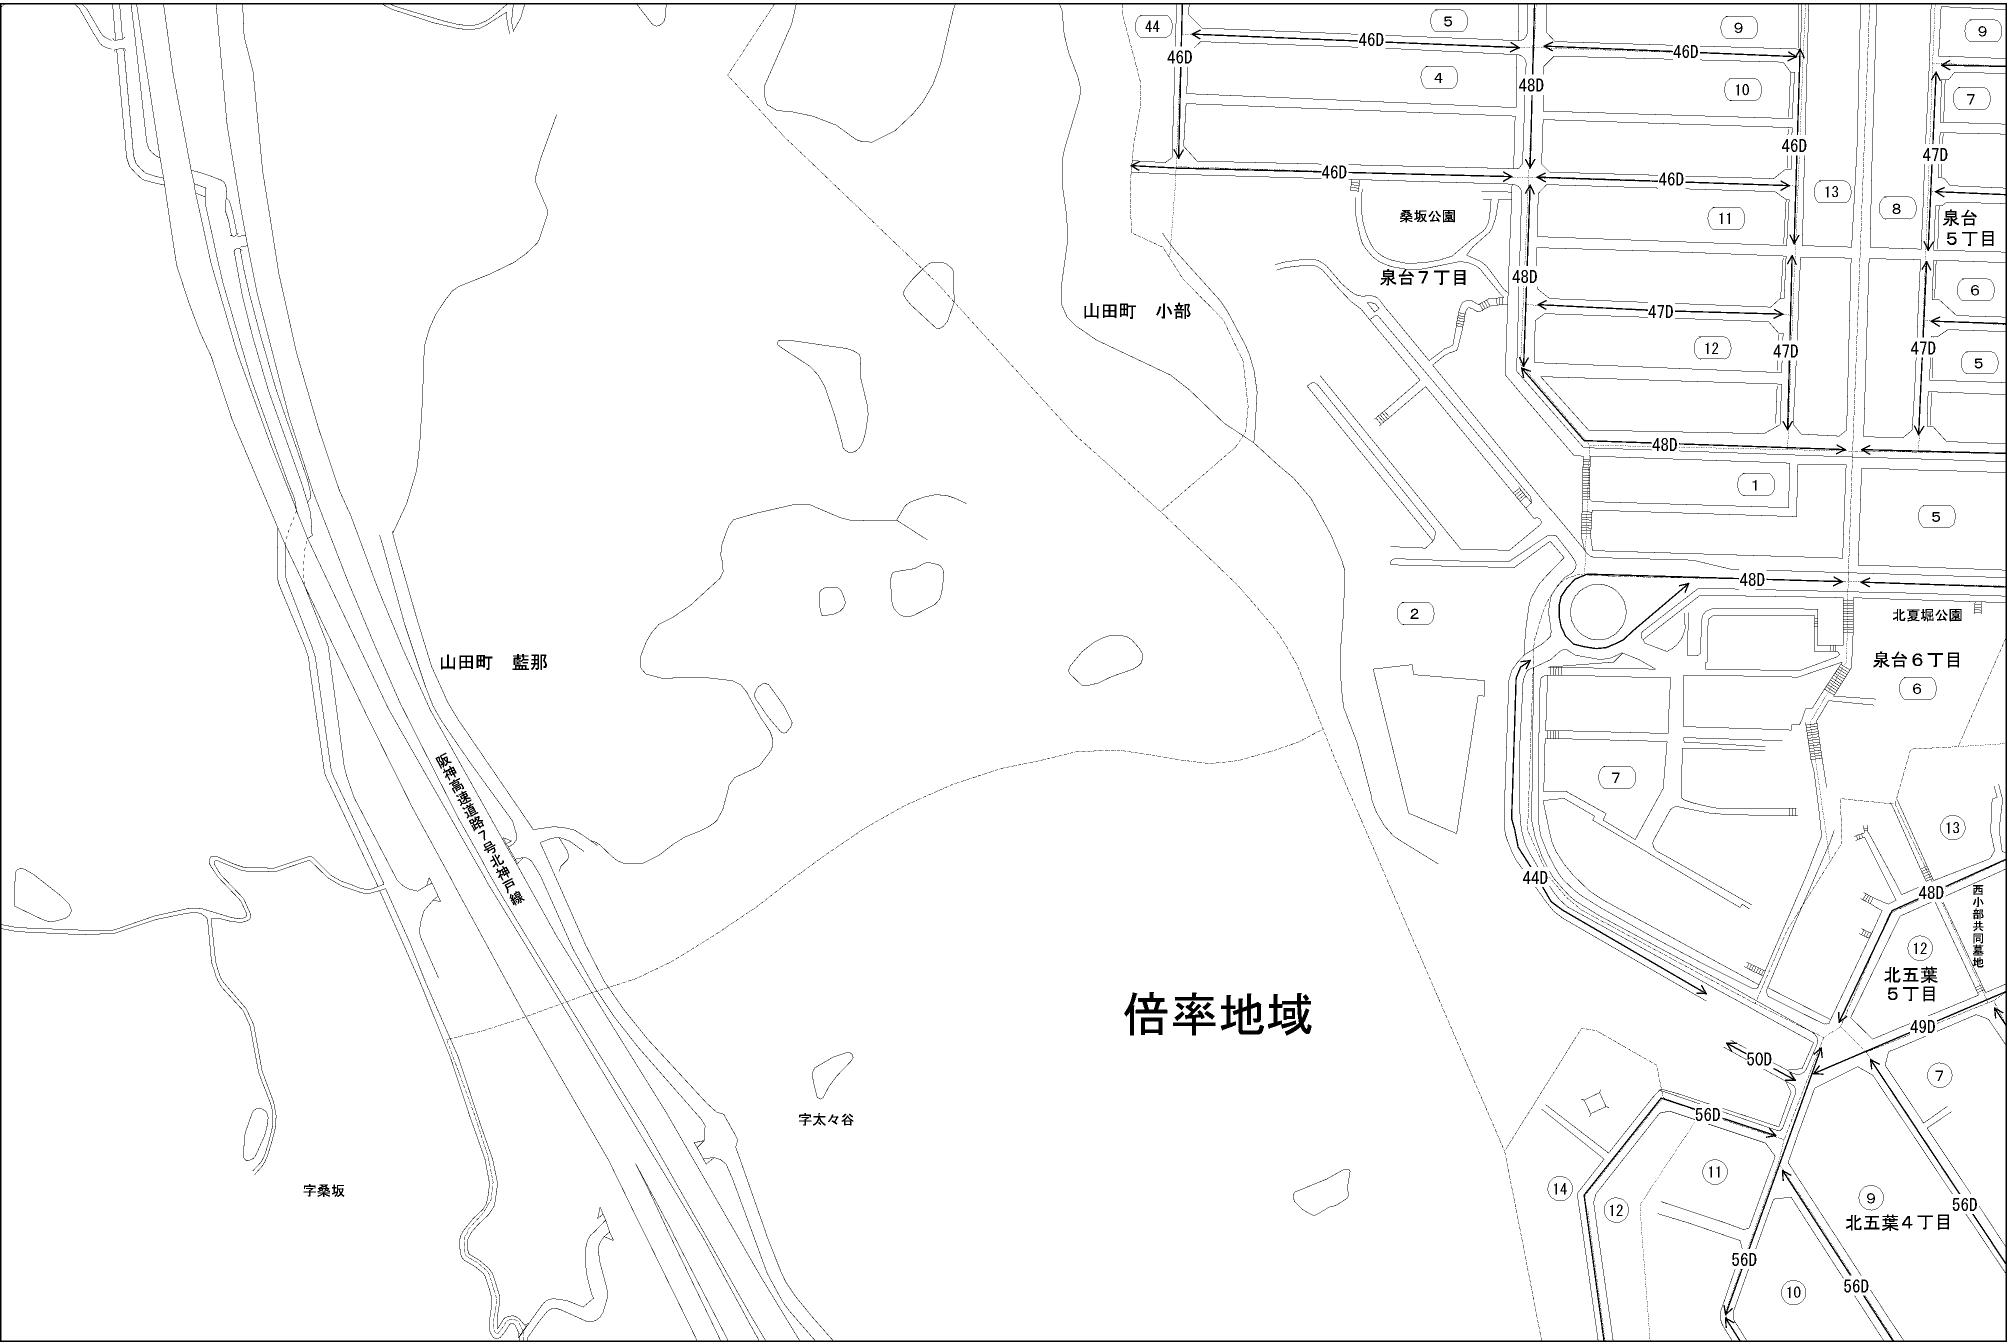 44
5
9
9
46D
46D
46D
46D
4
48D
10
7
46D
47D
46D
46D
13
8
桑坂公園
11
泉台
５丁目
泉台７丁目
48D
6
山田町　小部
47D
12
47D
47D
5
48D
1
5
48D
2
北夏堀公園
山田町　藍那
泉台６丁目
6
阪神高速道路７号北神戸線
7
13
44D
48D
西小部共同墓地
12
北五葉
５丁目
倍率地域
49D
50D
7
字太々谷
56D
11
字桑坂
14
12
9
56D
北五葉４丁目
56D
56D
10